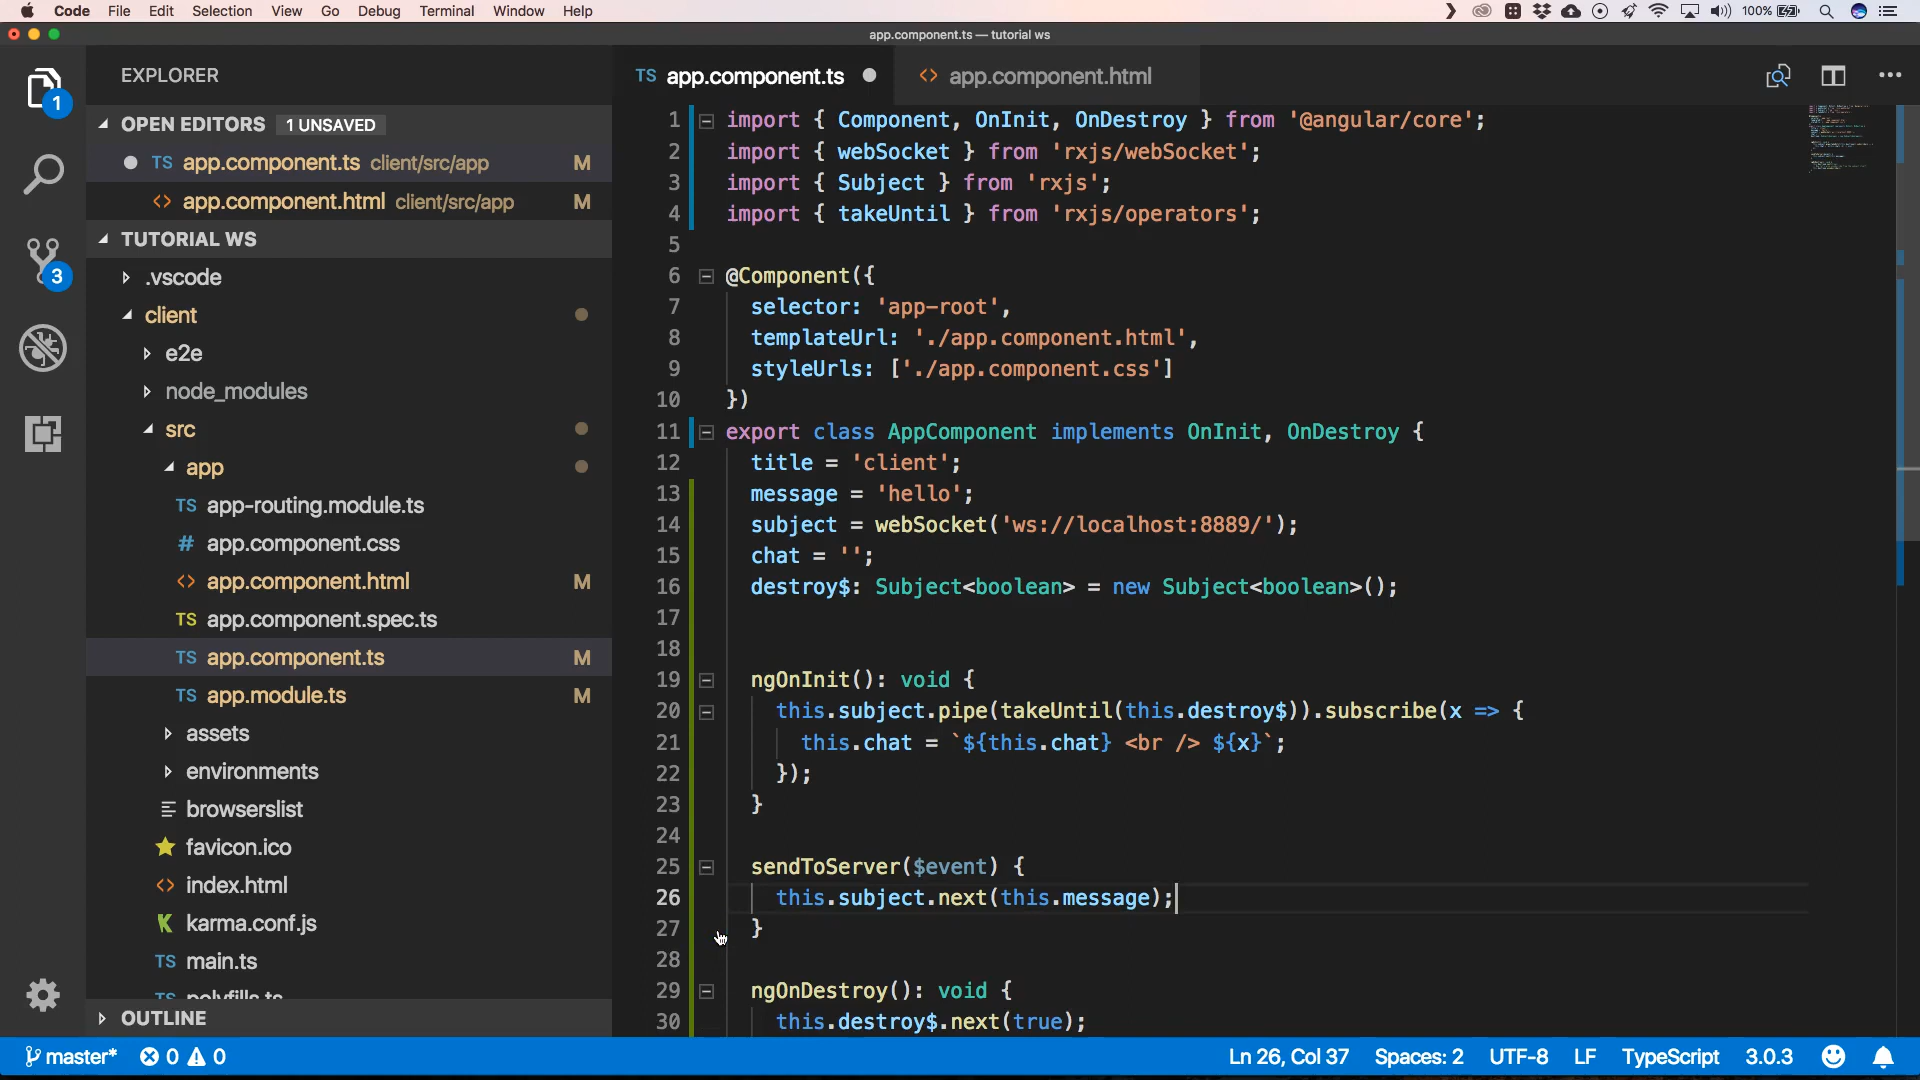 Code File Edit Selection View Go Debug Terminal Window Help 100%
app.component.ts — tutorial ws
EXPLORER
OPEN EDITORS 1 UNSAVED
TS app.component.ts client/src/app M
<> app.component.html client/src/app M
TUTORIAL WS
.vscode
client
e2e
node_modules
src
app
TS app-routing.module.ts
# app.component.css
<> app.component.html M
TS app.component.spec.ts
TS app.component.ts M
TS app.module.ts M
assets
environments
browserslist
favicon.ico
<> index.html
K karma.conf.js
TS main.ts
TS polyfills.ts
OUTLINE
1
3
TS app.component.ts
<> app.component.html
1 import { Component, OnInit, OnDestroy } from '@angular/core';
2 import { webSocket } from 'rxjs/webSocket';
3 import { Subject } from 'rxjs';
4 import { takeUntil } from 'rxjs/operators';
5
6 @Component({
7 selector: 'app-root',
8 templateUrl: './app.component.html',
9 styleUrls: ['./app.component.css']
10 })
11 export class AppComponent implements OnInit, OnDestroy {
12 title = 'client';
13 message = 'hello';
14 subject = webSocket('ws://localhost:8889/');
15 chat = '';
16 destroy$: Subject<boolean> = new Subject<boolean>();
17
18
19 ngOnInit(): void {
20 this.subject.pipe(takeUntil(this.destroy$)).subscribe(x => {
21 this.chat = `${this.chat} <br /> ${x}`;
22 });
23 }
24
25 sendToServer($event) {
26 this.subject.next(this.message);
27 }
28
29 ngOnDestroy(): void {
30 this.destroy$.next(true);
master* 0 0 Ln 26, Col 37 Spaces: 2 UTF-8 LF TypeScript 3.0.3